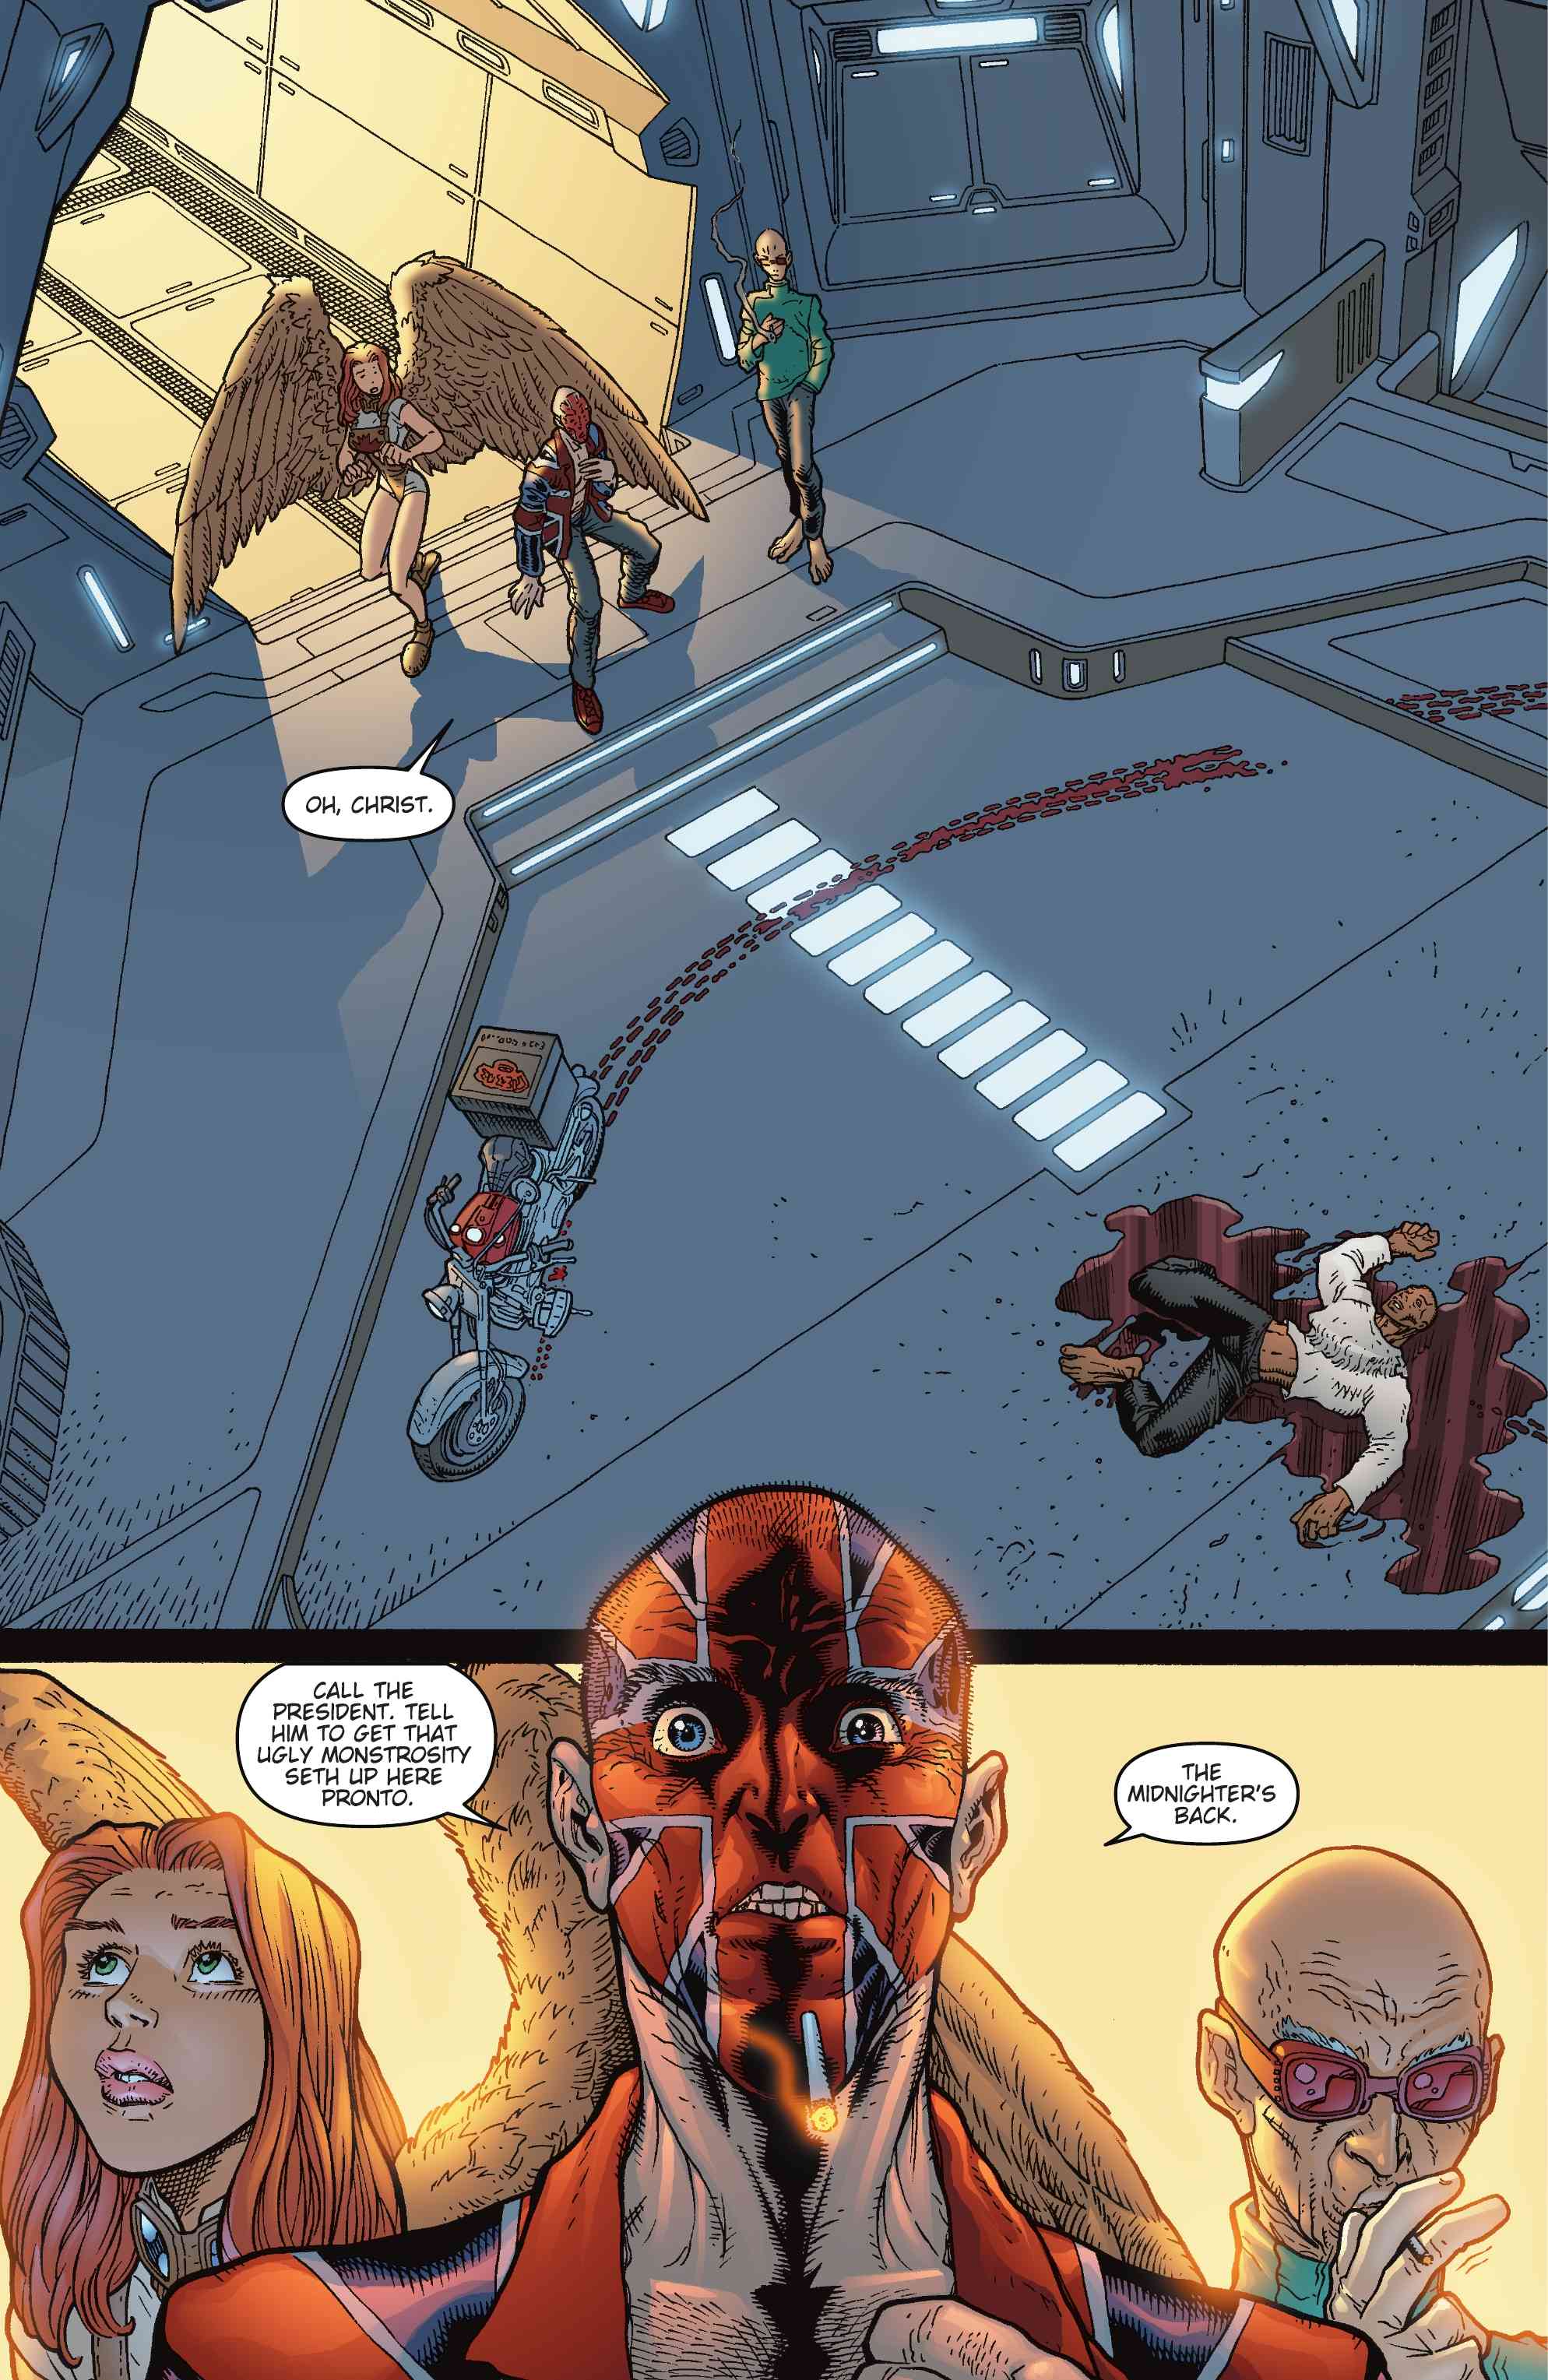 OH, CHRIST.
CALL THE
PRESIDENT. TELL
HIM TO GET THAT
UGLY MONSTROSITY
SETH UP HERE
PRONTO.
THE
MIDNIGHTER'S
BACK.